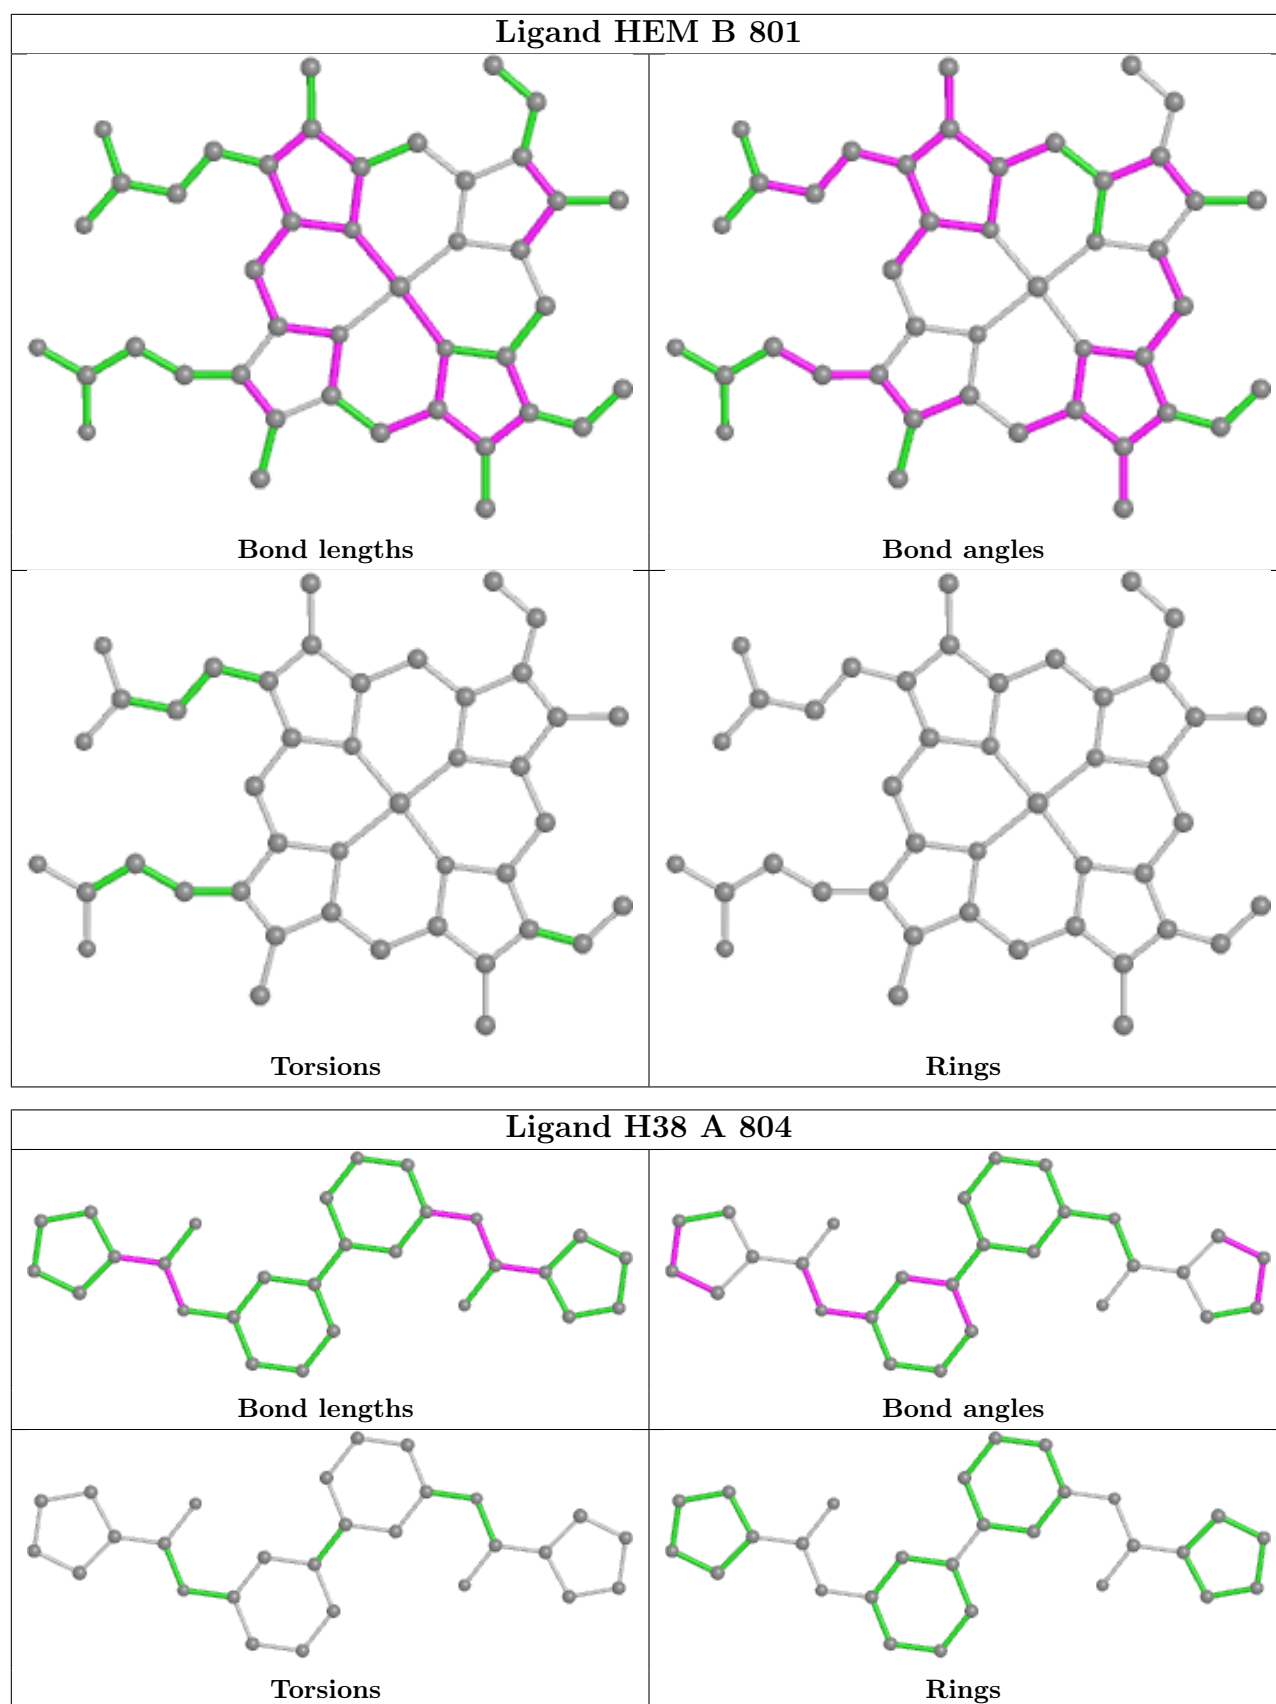 Ligand HEM B 801
Bond lengths
Bond angles
Torsions
Rings
Ligand H38 A 804
Bond lengths
Bond angles
Torsions
Rings